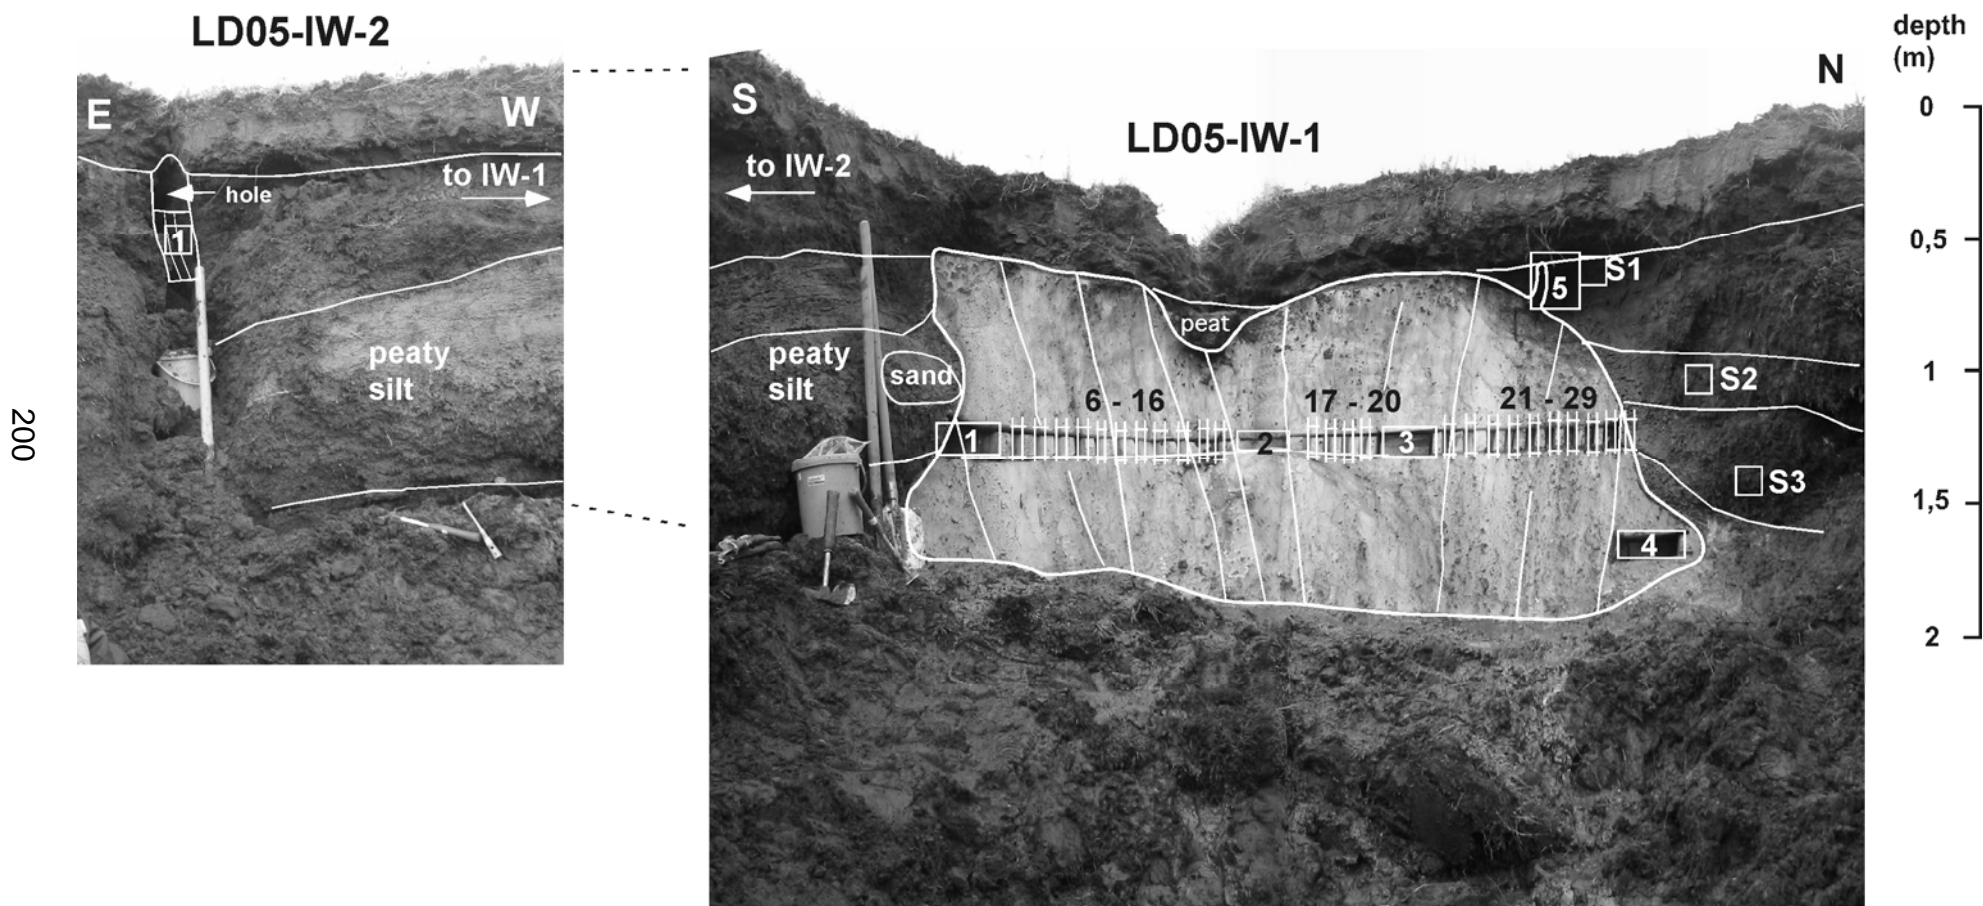 LD05-IW-2
E
W
to IW-1
hole
1
peaty
silt
200
S
N
LD05-IW-1
to IW-2
peaty
silt
sand
peat
5
S1
S2
S3
6 - 16
17 - 20
21 - 29
1
2
3
4
depth
(m)
0
0,5
1
1,5
2